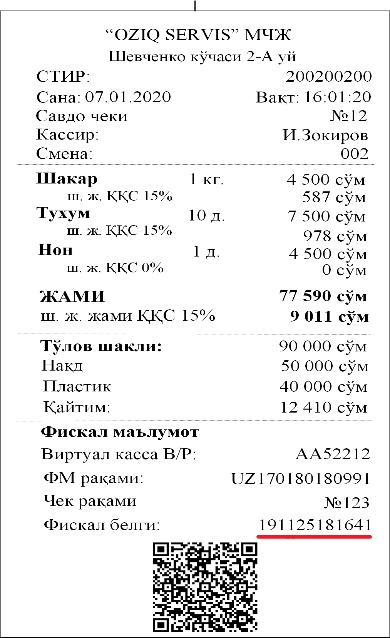 “OZIQ SERVIS” МЧЖ
Шевченко кўчаси 2-А уй
СТИР: 200200200
Сана: 07.01.2020 Вақт: 16:01:20
Савдо чеки №12
Кассир: И.Зокиров
Смена: 002
Шакар 1 кг. 4 500 сўм
ш. ж. ҚҚС 15% 587 сўм
Тухум 10 д. 7 500 сўм
ш. ж. ҚҚС 15% 978 сўм
Нон 1 д. 4 500 сўм
ш. ж. ҚҚС 0% 0 сўм
ЖАМИ 77 590 сўм
ш. ж. жами ҚҚС 15% 9 011 сўм
Тўлов шакли: 90 000 сўм
Нақд 50 000 сўм
Пластик 40 000 сўм
Қайтим: 12 410 сўм
Фискал маълумот
Виртуал касса В/Р: AA52212
ФМ рақами: UZ170180180991
Чек рақами №123
Фискал белги: 191125181641